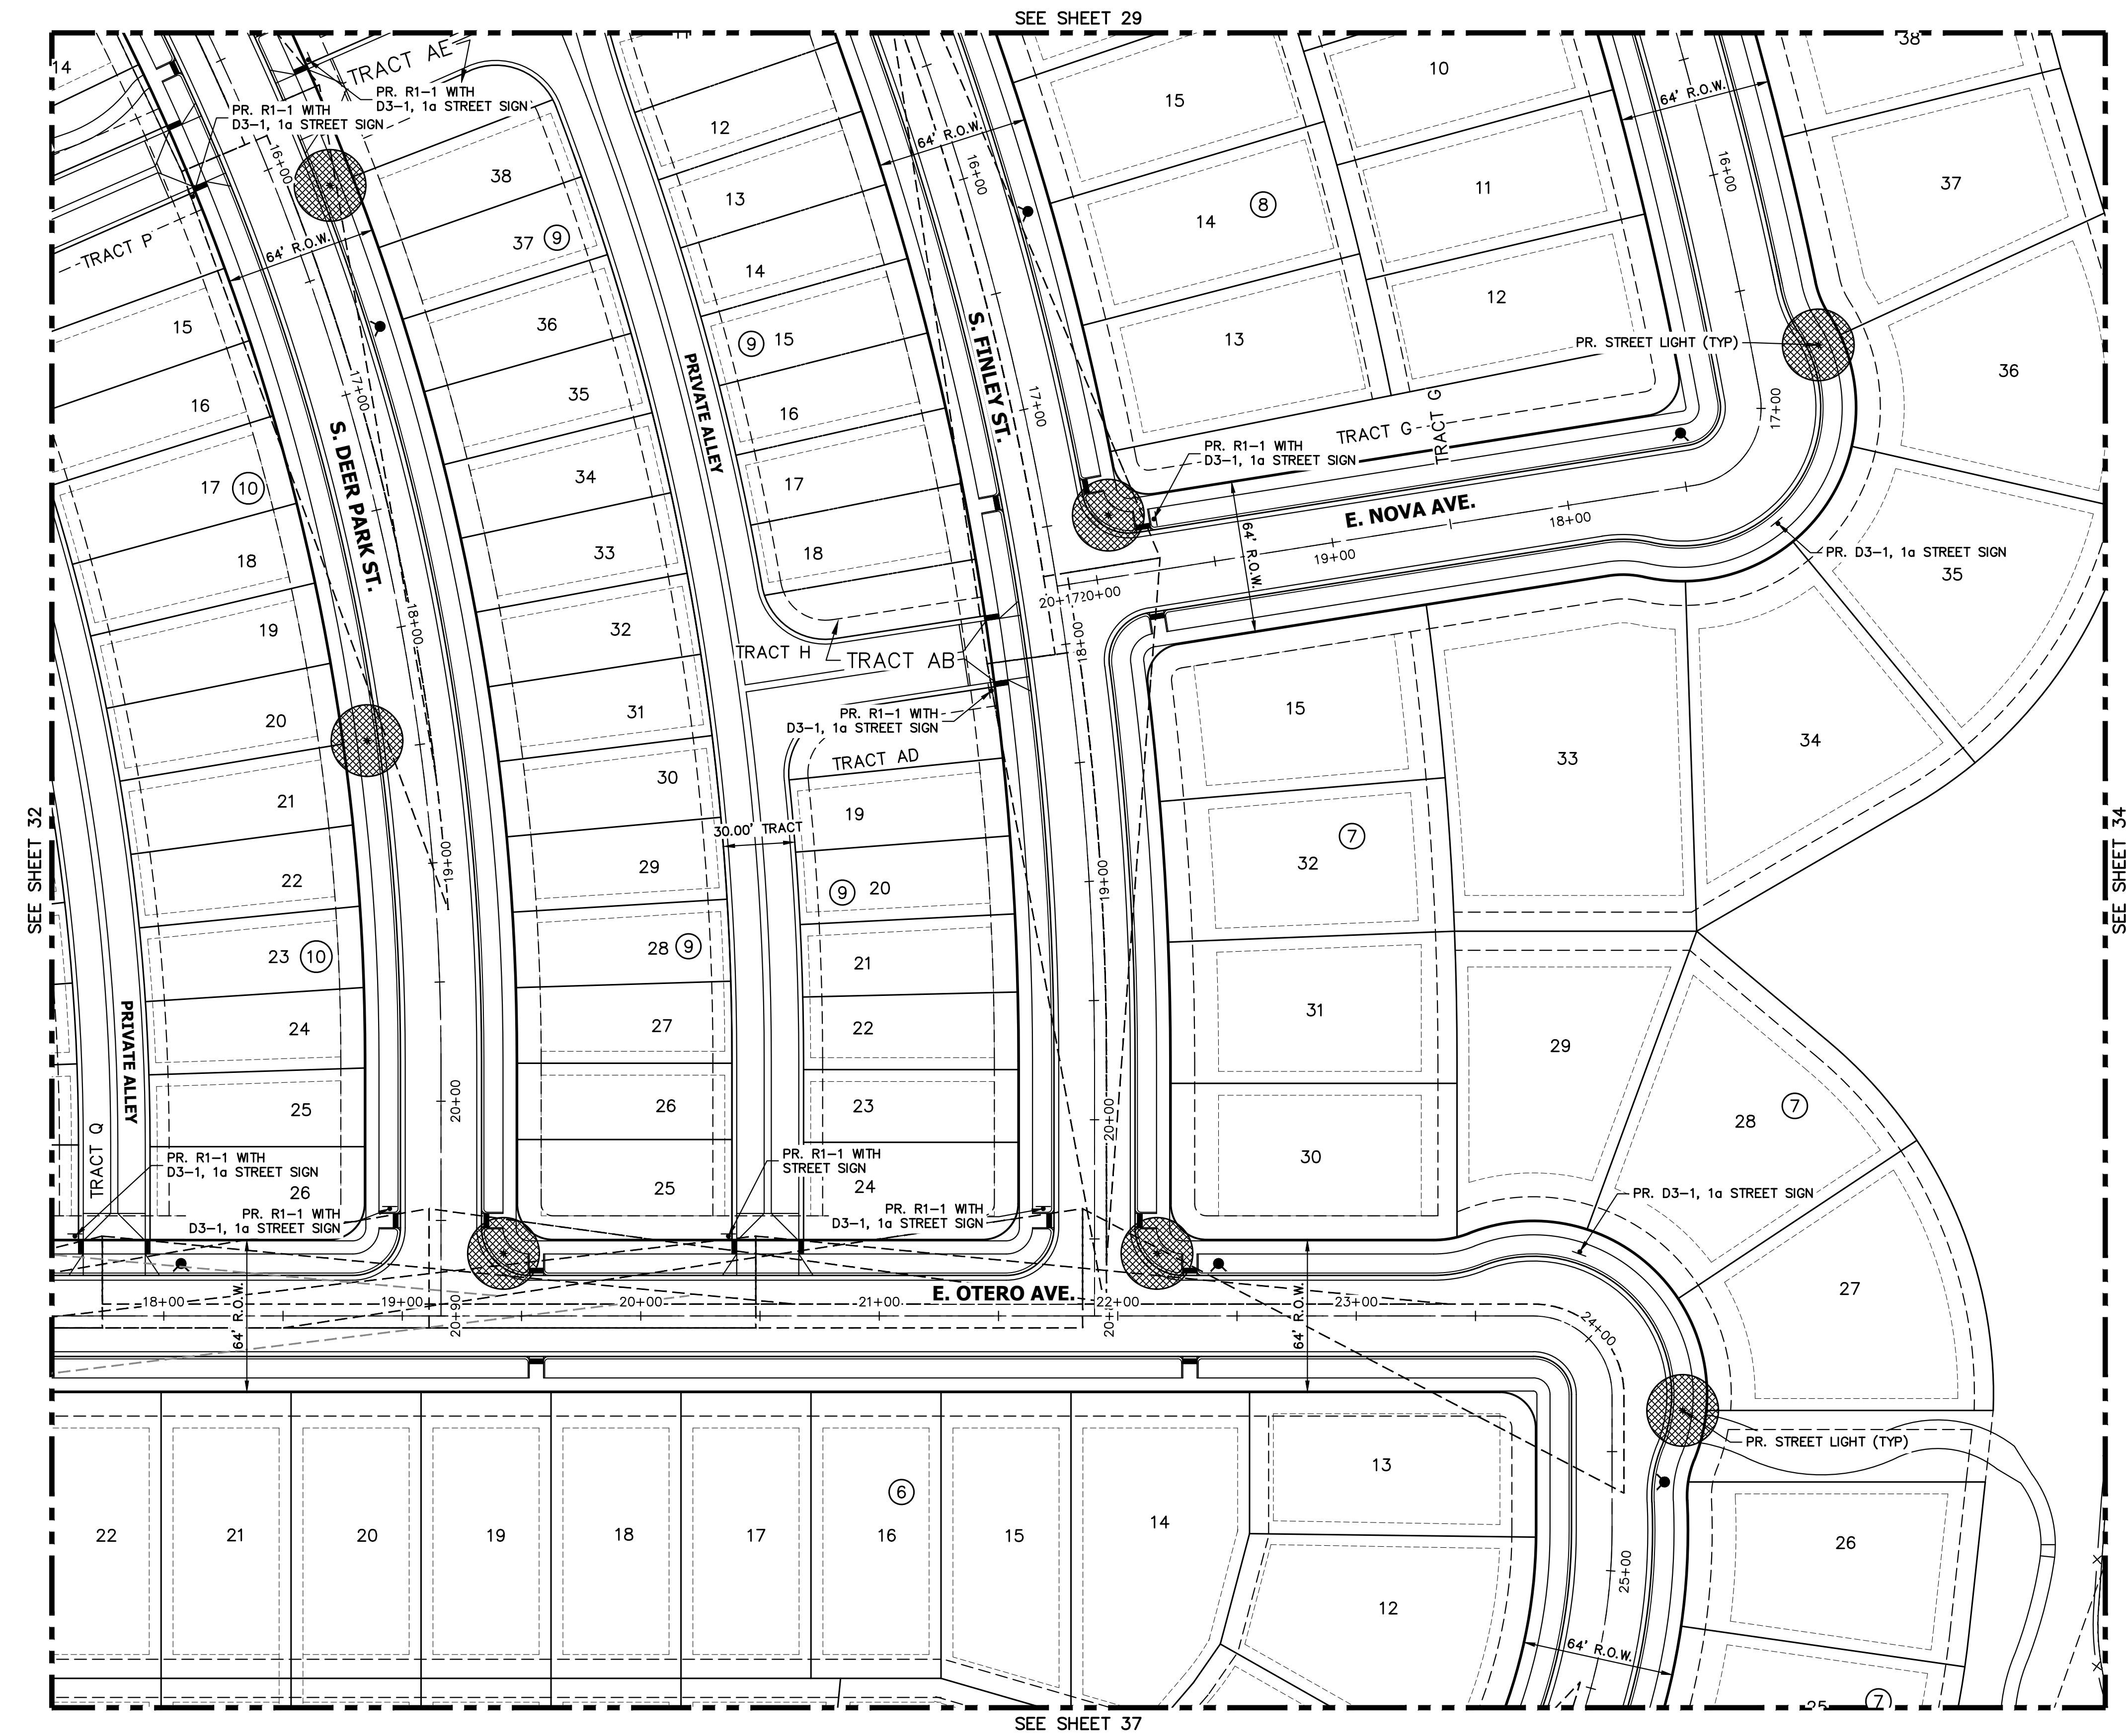 SEE SHEET 29
14
TRACT AE
PR. R1-1 WITH
D3-1, 1a STREET SIGN
PR. R1-1 WITH
D3-1, 1a STREET SIGN
16+00
64' R.O.W.
TRACT P
15
16
17
10
18
19
20
21
22
23
10
24
25
26
S. DEER PARK ST.
17+00
18+00
19+00
20+00
20+90
38
37
9
36
35
34
33
32
31
30
29
28
9
27
26
25
PRIVATE ALLEY
12
13
14
9
15
16
17
18
TRACT H
TRACT AB
PR. R1-1 WITH
D3-1, 1a STREET SIGN
TRACT AD
30.00' TRACT
19
9
20
21
22
23
24
64' R.O.W.
16+00
S. FINLEY ST.
17+00
18+00
19+00
20+00
20+
15
14
8
13
10
11
12
TRACT G
TRACT G
PR. R1-1 WITH
D3-1, 1a STREET SIGN
E. NOVA AVE.
64' R.O.W.
20+17
20+00
19+00
18+00
17+00
16+00
64' R.O.W.
PR. STREET LIGHT (TYP)
38
37
36
PR. D3-1, 1a STREET SIGN
35
34
33
15
7
32
31
30
29
28
7
27
PR. D3-1, 1a STREET SIGN
SEE SHEET 32
SEE SHEET 34
PRIVATE ALLEY
TRACT Q
PR. R1-1 WITH
D3-1, 1a STREET SIGN
PR. R1-1 WITH
D3-1, 1a STREET SIGN
PR. R1-1 WITH
STREET SIGN
PR. R1-1 WITH
D3-1, 1a STREET SIGN
E. OTERO AVE.
18+00
19+00
20+00
21+00
22+00
23+00
24+00
25+00
64' R.O.W.
64' R.O.W.
PR. STREET LIGHT (TYP)
22
21
20
19
18
17
6
16
15
14
13
12
64' R.O.W.
26
25
7
SEE SHEET 37